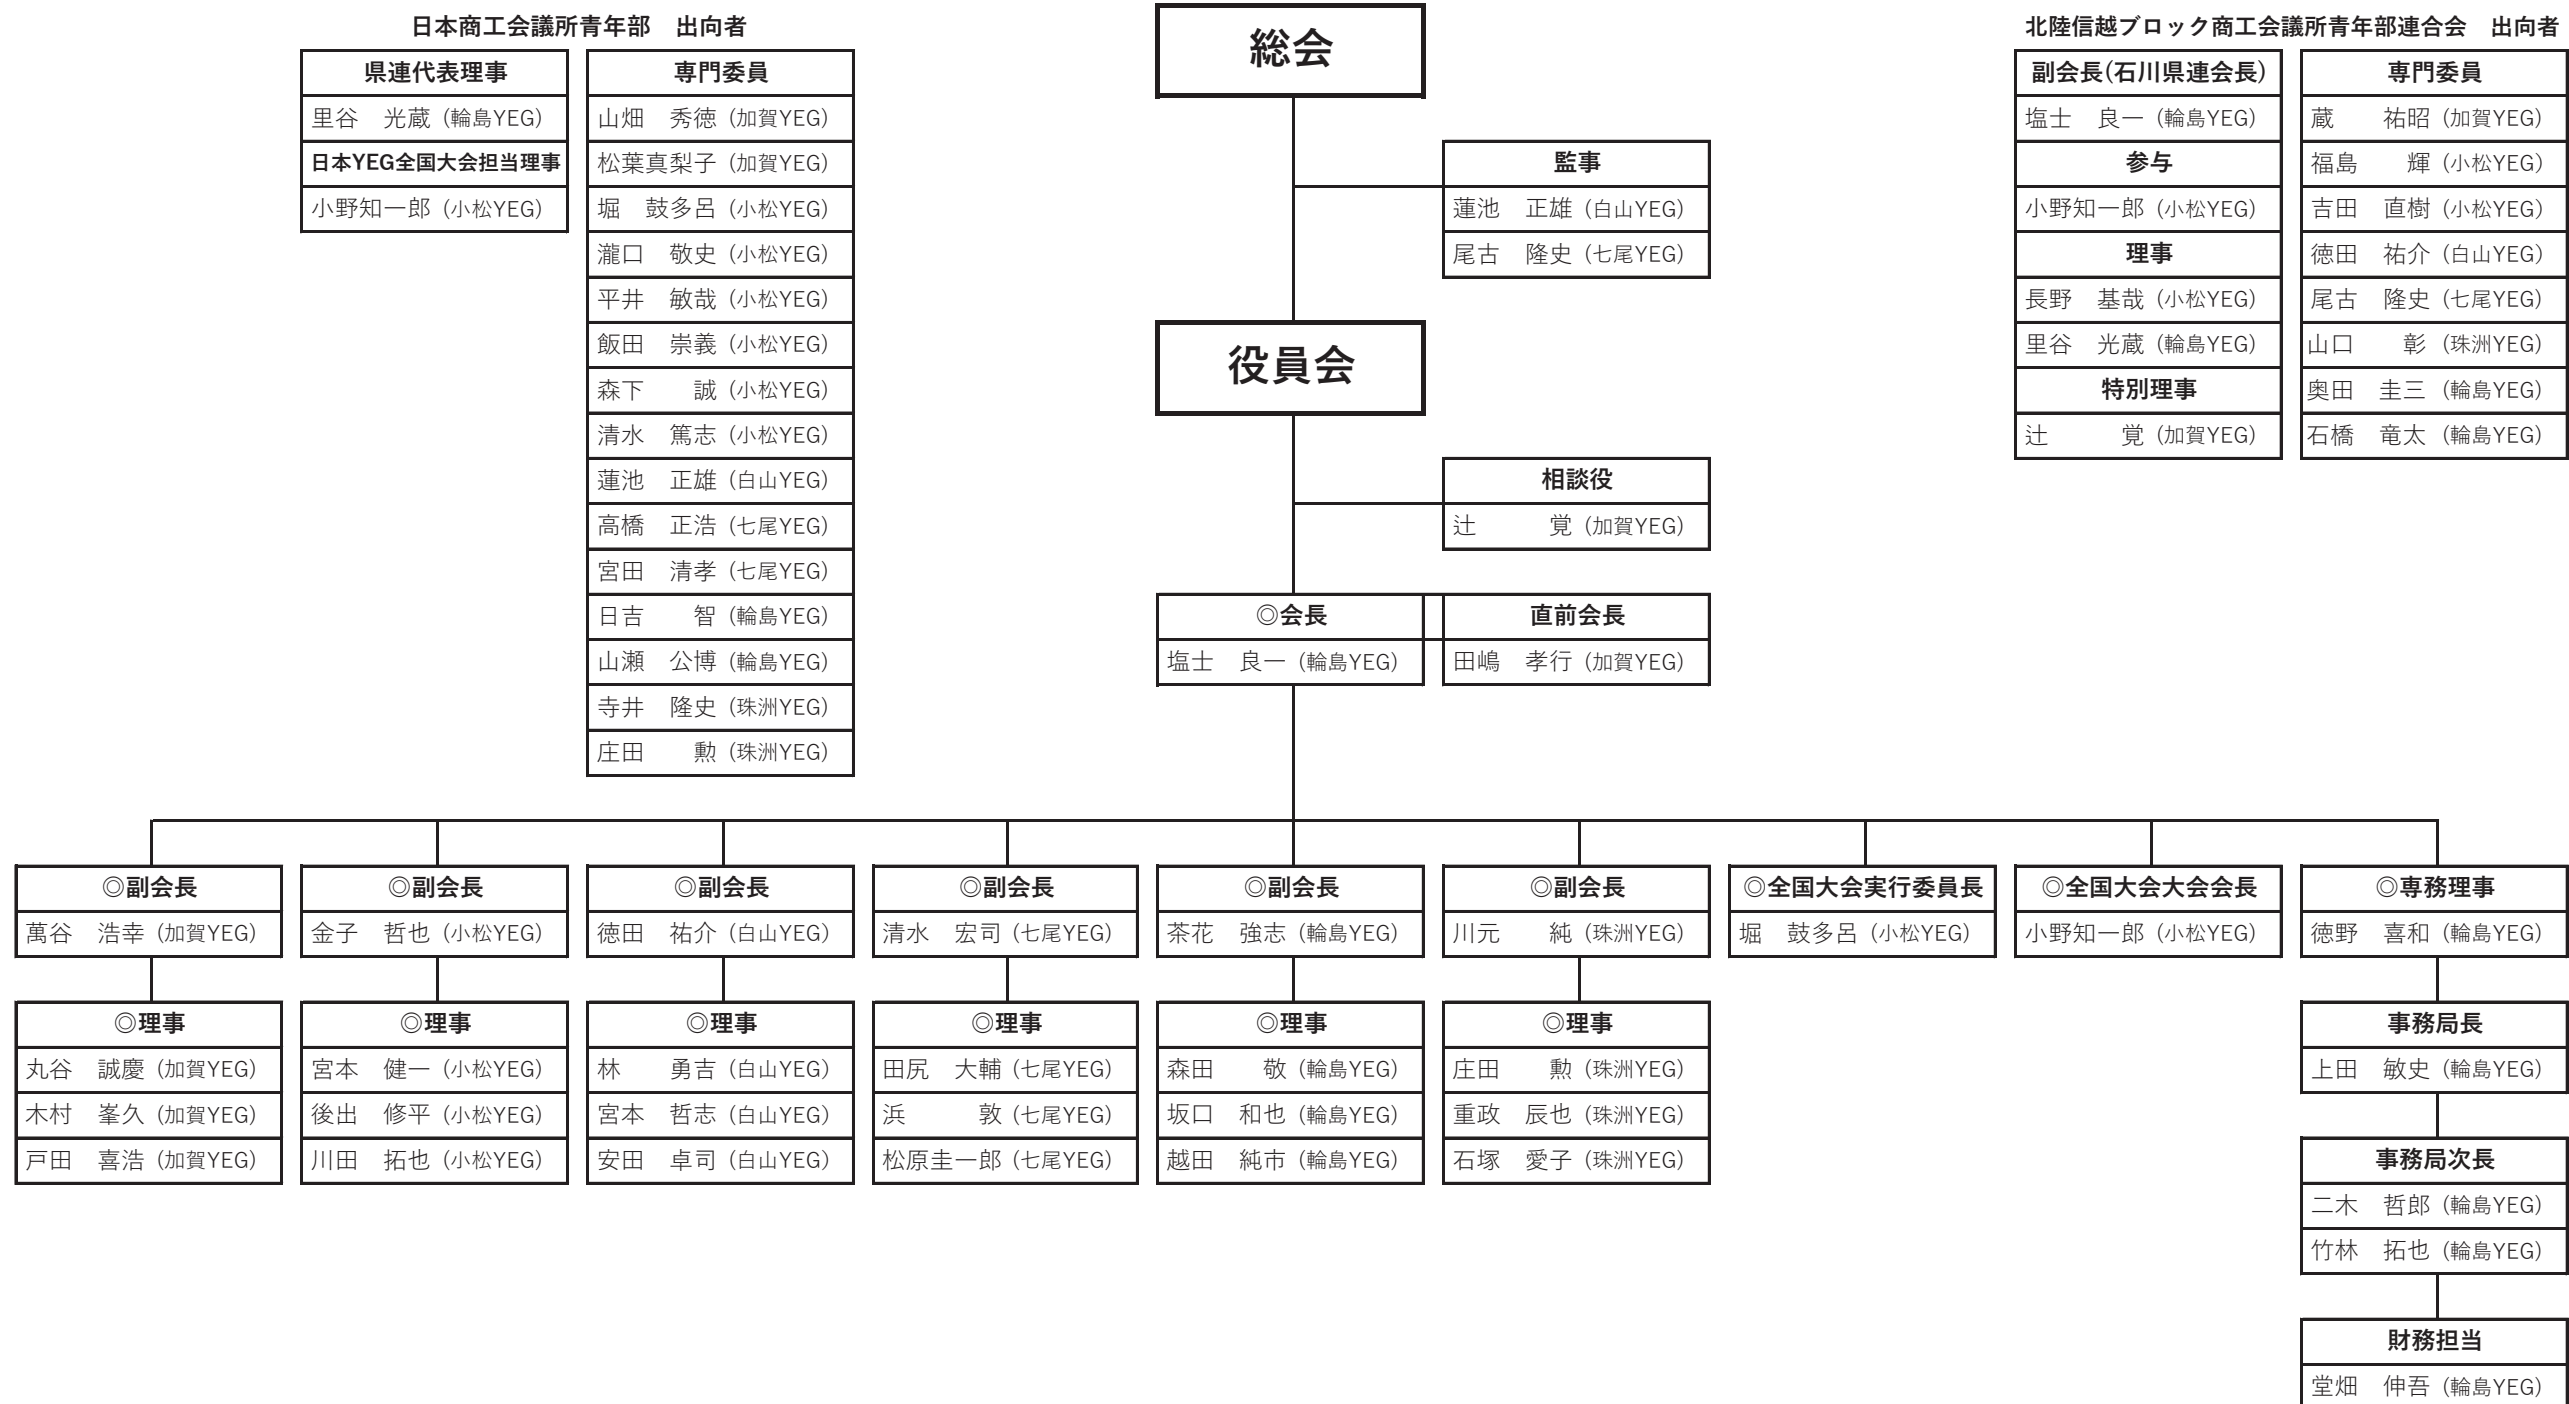 日本商工会議所青年部　出向者
県連代表理事
里谷　光蔵（輪島YEG）
日本YEG全国大会担当理事
小野知一郎（小松YEG）
専門委員
山畑　秀徳（加賀YEG）
松葉真梨子（加賀YEG）
堀　鼓多呂（小松YEG）
瀧口　敬史（小松YEG）
平井　敏哉（小松YEG）
飯田　崇義（小松YEG）
森下　　誠（小松YEG）
清水　篤志（小松YEG）
蓮池　正雄（白山YEG）
高橋　正浩（七尾YEG）
宮田　清孝（七尾YEG）
日吉　　智（輪島YEG）
山瀬　公博（輪島YEG）
寺井　隆史（珠洲YEG）
庄田　　勲（珠洲YEG）
総会
監事
蓮池　正雄（白山YEG）
尾古　隆史（七尾YEG）
役員会
相談役
辻　　　覚（加賀YEG）
◎会長
塩士　良一（輪島YEG）
直前会長
田嶋　孝行（加賀YEG）
北陸信越ブロック商工会議所青年部連合会　出向者
副会長(石川県連会長)
塩士　良一（輪島YEG）
参与
小野知一郎（小松YEG）
理事
長野　基哉（小松YEG）
里谷　光蔵（輪島YEG）
特別理事
辻　　　覚（加賀YEG）
専門委員
蔵　　祐昭（加賀YEG）
福島　　輝（小松YEG）
吉田　直樹（小松YEG）
徳田　祐介（白山YEG）
尾古　隆史（七尾YEG）
山口　　彰（珠洲YEG）
奥田　圭三（輪島YEG）
石橋　竜太（輪島YEG）
◎副会長
萬谷　浩幸（加賀YEG）
◎理事
丸谷　誠慶（加賀YEG）
木村　峯久（加賀YEG）
戸田　喜浩（加賀YEG）
◎副会長
金子　哲也（小松YEG）
◎理事
宮本　健一（小松YEG）
後出　修平（小松YEG）
川田　拓也（小松YEG）
◎副会長
徳田　祐介（白山YEG）
◎理事
林　　勇吉（白山YEG）
宮本　哲志（白山YEG）
安田　卓司（白山YEG）
◎副会長
清水　宏司（七尾YEG）
◎理事
田尻　大輔（七尾YEG）
浜　　　敦（七尾YEG）
松原圭一郎（七尾YEG）
◎副会長
茶花　強志（輪島YEG）
◎理事
森田　　敬（輪島YEG）
坂口　和也（輪島YEG）
越田　純市（輪島YEG）
◎副会長
川元　　純（珠洲YEG）
◎理事
庄田　　勲（珠洲YEG）
重政　辰也（珠洲YEG）
石塚　愛子（珠洲YEG）
◎全国大会実行委員長
堀　鼓多呂（小松YEG）
◎全国大会大会会長
小野知一郎（小松YEG）
◎専務理事
徳野　喜和（輪島YEG）
事務局長
上田　敏史（輪島YEG）
事務局次長
二木　哲郎（輪島YEG）
竹林　拓也（輪島YEG）
財務担当
堂畑　伸吾（輪島YEG）